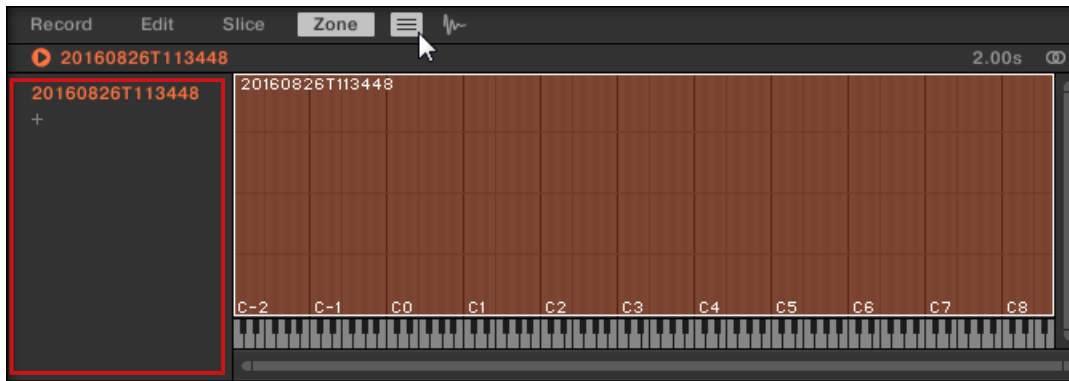 Record Edit Slice Zone
20160826T113448 2.00s
20160826T113448 20160826T113448
+
C-2 C-1 C0 C1 C2 C3 C4 C5 C6 C7 C8